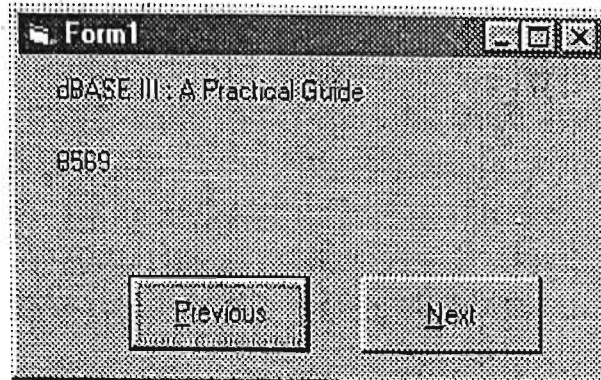 Form1
dBASE III : A Practical Guide
8569
Previous
Next